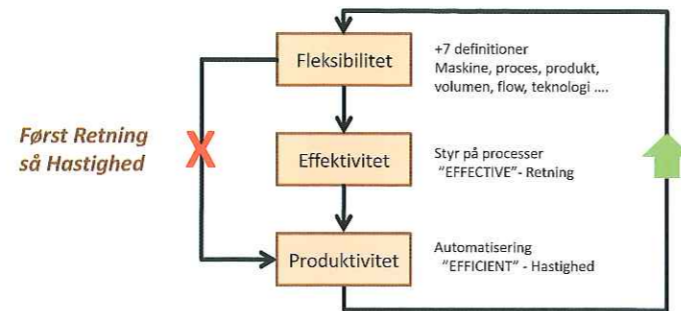 Fleksibilitet
+7 definitioner
Maskine, proces, produkt,
volumen, flow, teknologi ....
Først Retning
så Hastighed
X
Effektivitet
Styr på processer
"EFFECTIVE"- Retning
Produktivitet
Automatisering
"EFFICIENT" - Hastighed